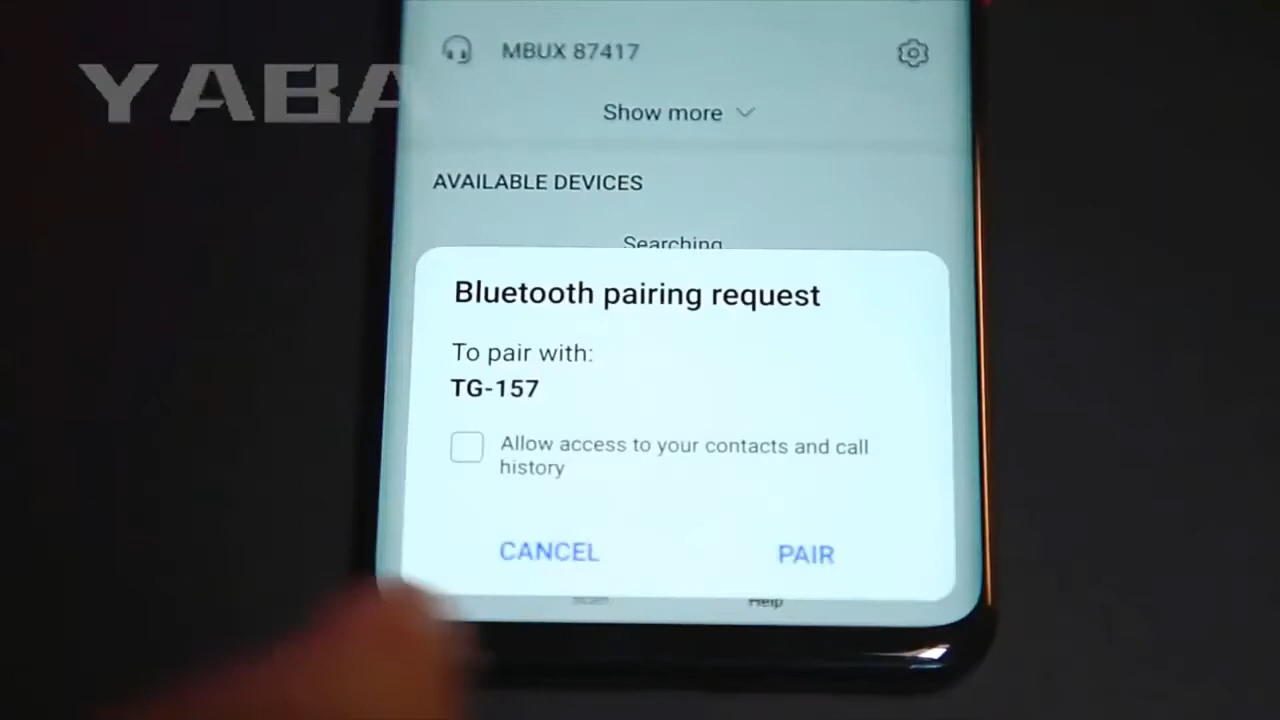 MBUX 87417
YABA
Show more
AVAILABLE DEVICES
Searching
Bluetooth pairing request
To pair with:
TG-157
Allow access to your contacts and call
history
CANCEL
PAIR
Help